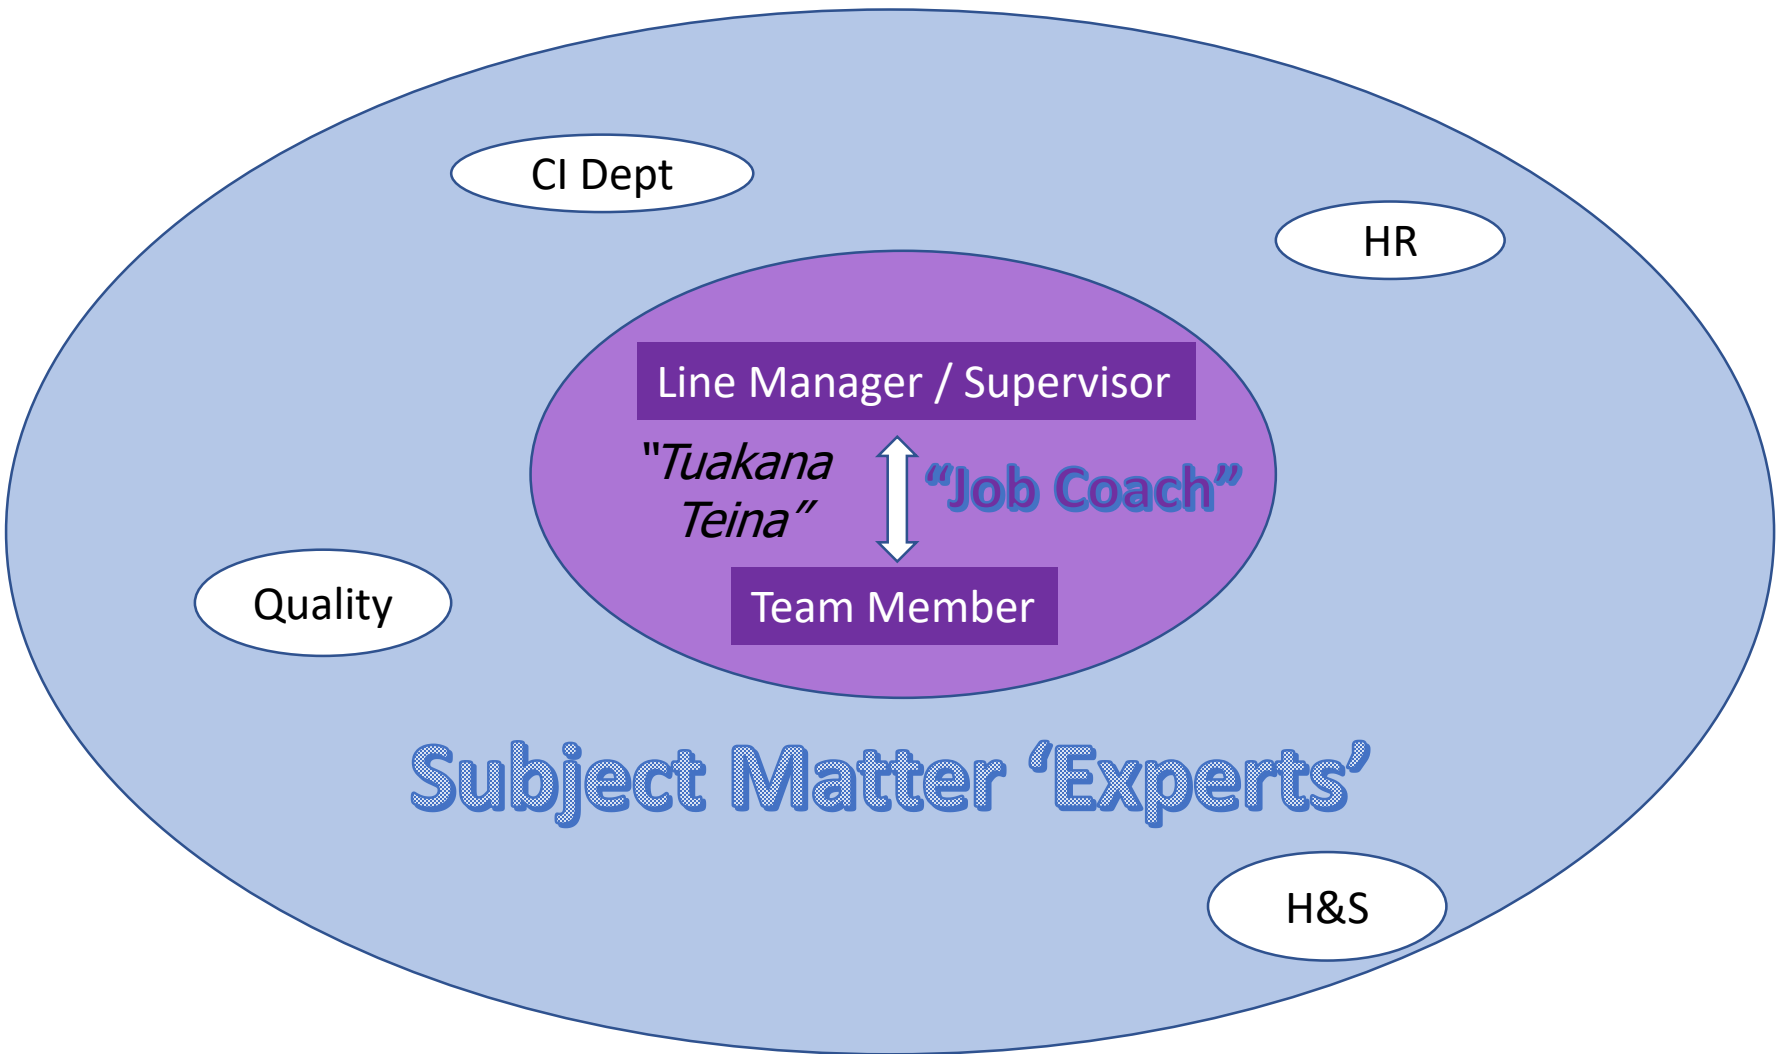 CI Dept
HR
Line Manager / Supervisor
“Tuakana
Teina”
“Job Coach”
Team Member
Quality
Subject Matter ‘Experts’
H&S